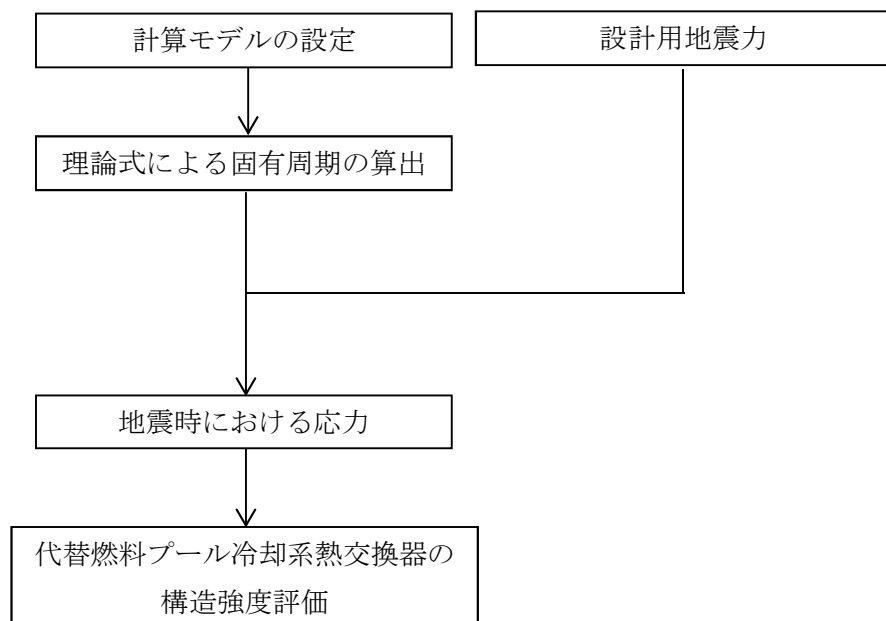 計算モデルの設定
設計用地震力
理論式による固有周期の算出
地震時における応力
代替燃料プール冷却系熱交換器の
構造強度評価